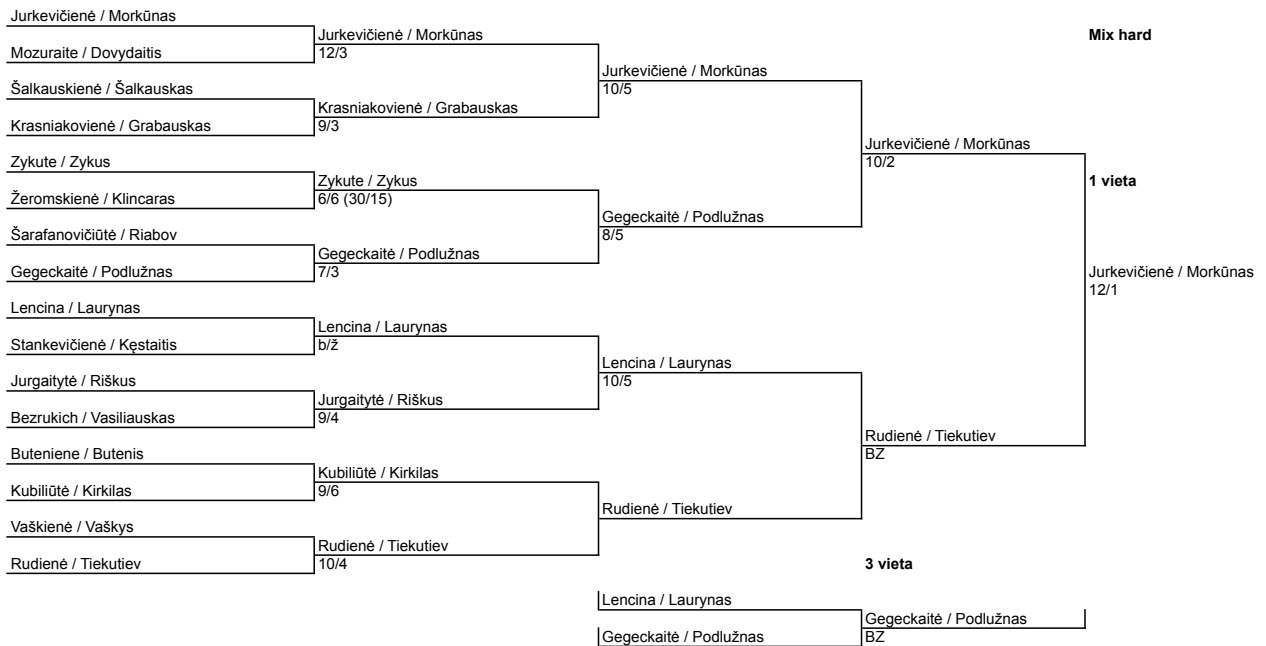 Jurkevičienė / Morkūnas
Jurkevičienė / Morkūnas
Mix hard
Mozuraite / Dovydaitis
12/3
Jurkevičienė / Morkūnas
Šalkauskienė / Šalkauskas
10/5
Krasniakovienė / Grabauskas
Krasniakovienė / Grabauskas
9/3
Jurkevičienė / Morkūnas
Zykute / Zykus
10/2
Zykute / Zykus
1 vieta
Žeromskienė / Klincaras
6/6 (30/15)
Gegeckaitė / Podlužnas
Šarafanovičiūtė / Riabov
8/5
Gegeckaitė / Podlužnas
Gegeckaitė / Podlužnas
7/3
Jurkevičienė / Morkūnas
12/1
Lencina / Laurynas
Lencina / Laurynas
Stankevičienė / Kęstaitis
b/ž
Lencina / Laurynas
Jurgaitytė / Riškus
10/5
Jurgaitytė / Riškus
Bezrukich / Vasiliauskas
9/4
Rudienė / Tiekutiev
Buteniene / Butenis
BZ
Kubiliūtė / Kirkilas
Kubiliūtė / Kirkilas
9/6
Rudienė / Tiekutiev
Vaškienė / Vaškys
Rudienė / Tiekutiev
Rudienė / Tiekutiev
10/4
3 vieta
Lencina / Laurynas
Gegeckaitė / Podlužnas
Gegeckaitė / Podlužnas
BZ